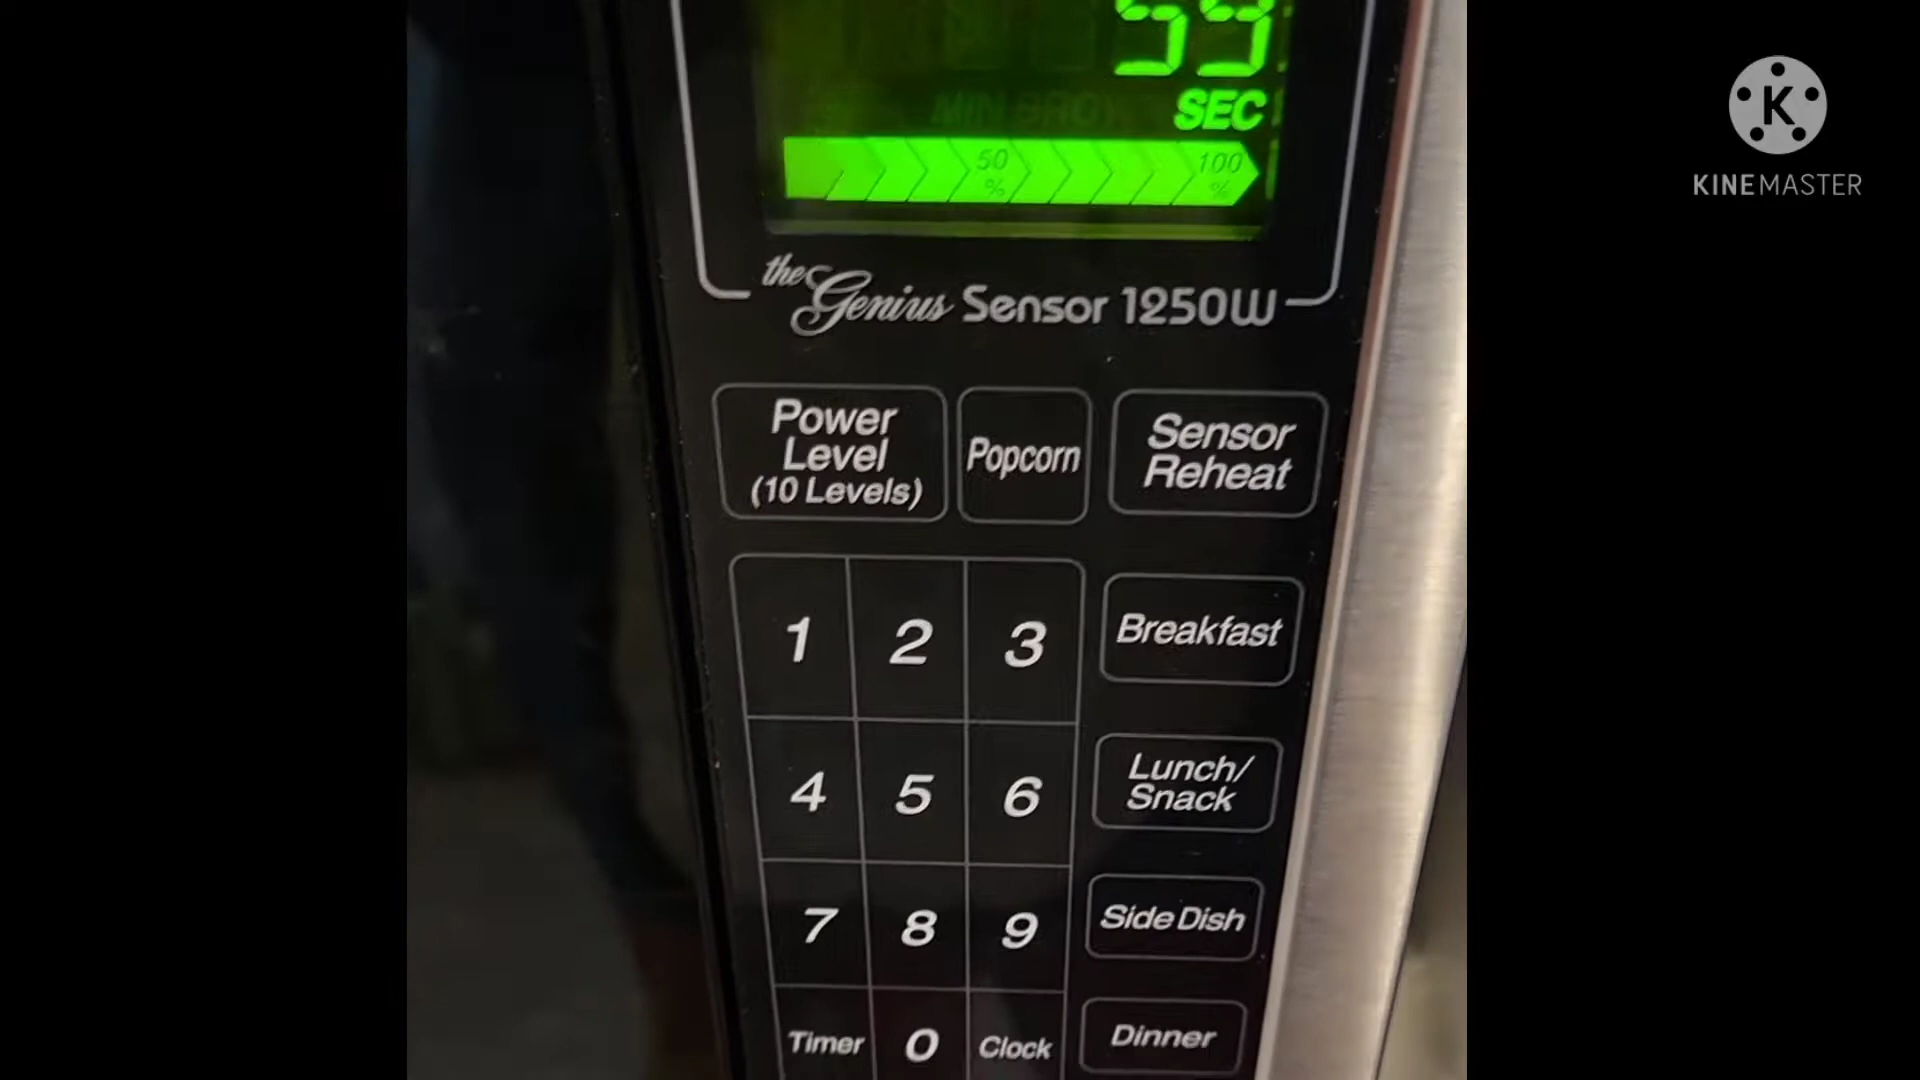 59
SEC
50
%
100
%
KINEMASTER
the Genius Sensor 1250W
Power
Level
(10 Levels)
Popcorn
Sensor
Reheat
1 2 3
Breakfast
4 5 6
Lunch/
Snack
7 8 9
Side Dish
Timer 0 Clock
Dinner